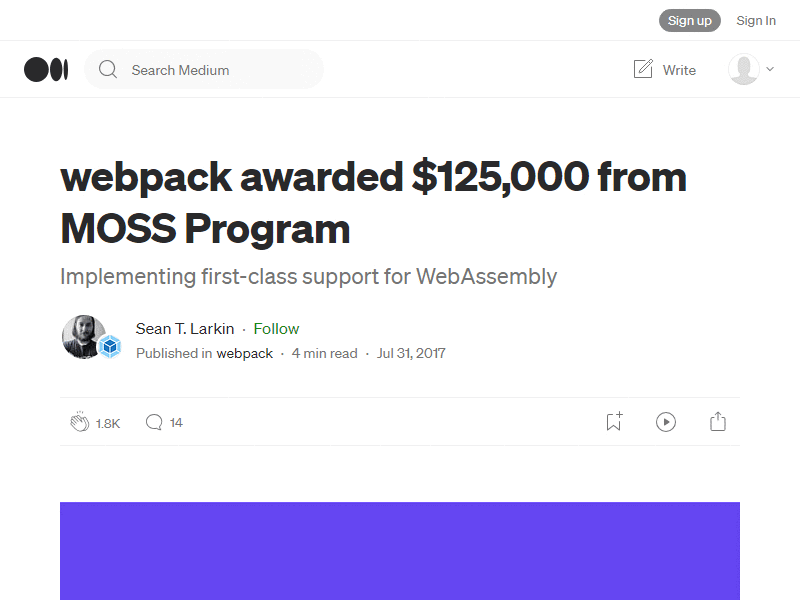 Sign up Sign In
Search Medium Write
webpack awarded $125,000 from
MOSS Program
Implementing first-class support for WebAssembly
Sean T. Larkin · Follow
Published in webpack · 4 min read · Jul 31, 2017
1.8K 14